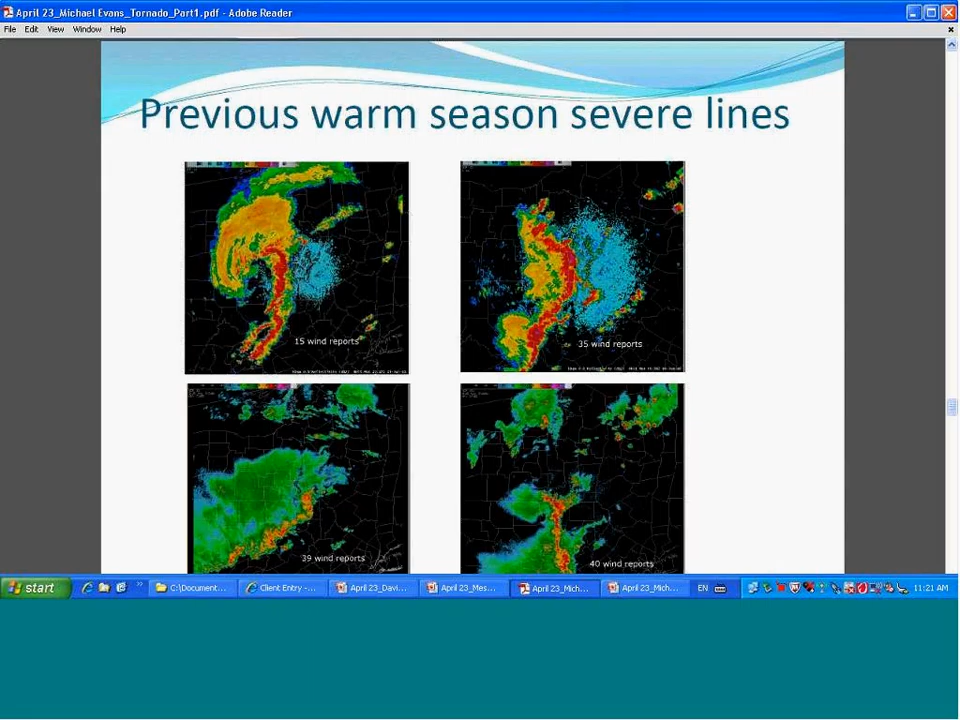 April 23_Michael Evans_Tornado_Part1.pdf - Adobe Reader
File Edit View Window Help
Previous warm season severe lines
15 wind reports
35 wind reports
39 wind reports
40 wind reports
start C:\Document... Client Entry -... April 23_Davi... April 23_Mes... April 23_Mich... April 23_Mich... EN 11:21 AM